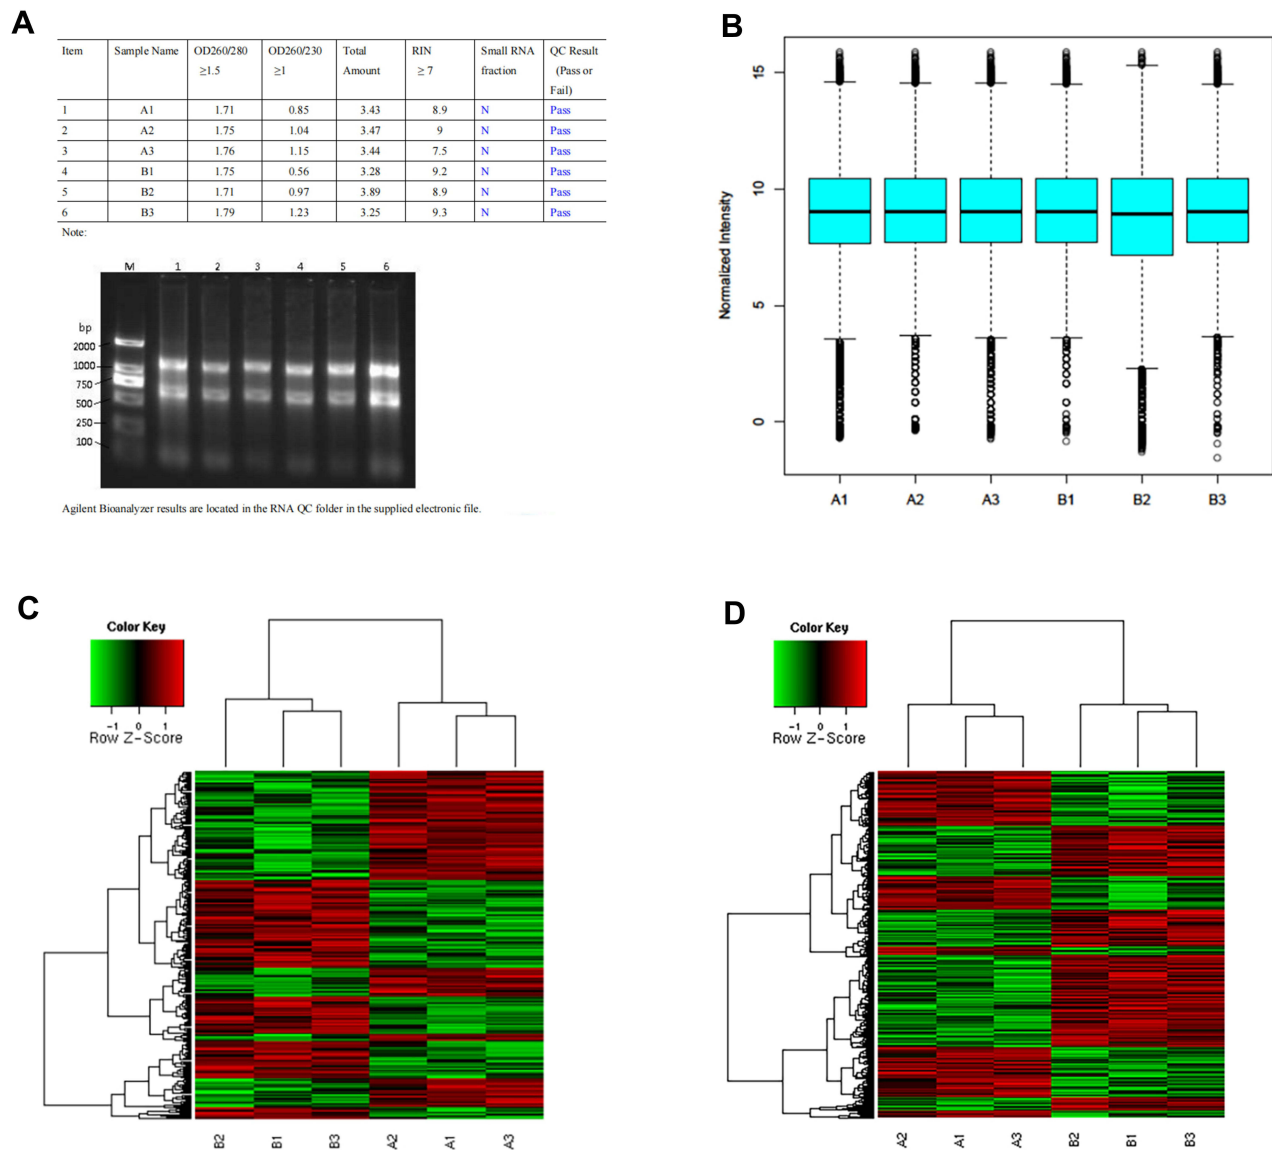 A
Item Sample Name OD260/280 OD260/230 Total RIN Small RNA QC Result
≥1.5 ≥1 Amount ≥ 7 fraction (Pass or
Fail)
1 A1 1.71 0.85 3.43 8.9 N Pass
2 A2 1.75 1.04 3.47 9 N Pass
3 A3 1.76 1.15 3.44 7.5 N Pass
4 B1 1.75 0.56 3.28 9.2 N Pass
5 B2 1.71 0.97 3.89 8.9 N Pass
6 B3 1.79 1.23 3.25 9.3 N Pass
Note:
M 1 2 3 4 5 6
bp
2000
1000
750
500
250
100
Agilent Bioanalyzer results are located in the RNA QC folder in the supplied electronic file.
B
Normalized Intensity
15
10
5
0
A1 A2 A3 B1 B2 B3
C
Color Key
-1 0 1
Row Z-Score
B2 B1 B3 A2 A1 A3
D
Color Key
-1 0 1
Row Z-Score
A2 A1 A3 B2 B1 B3